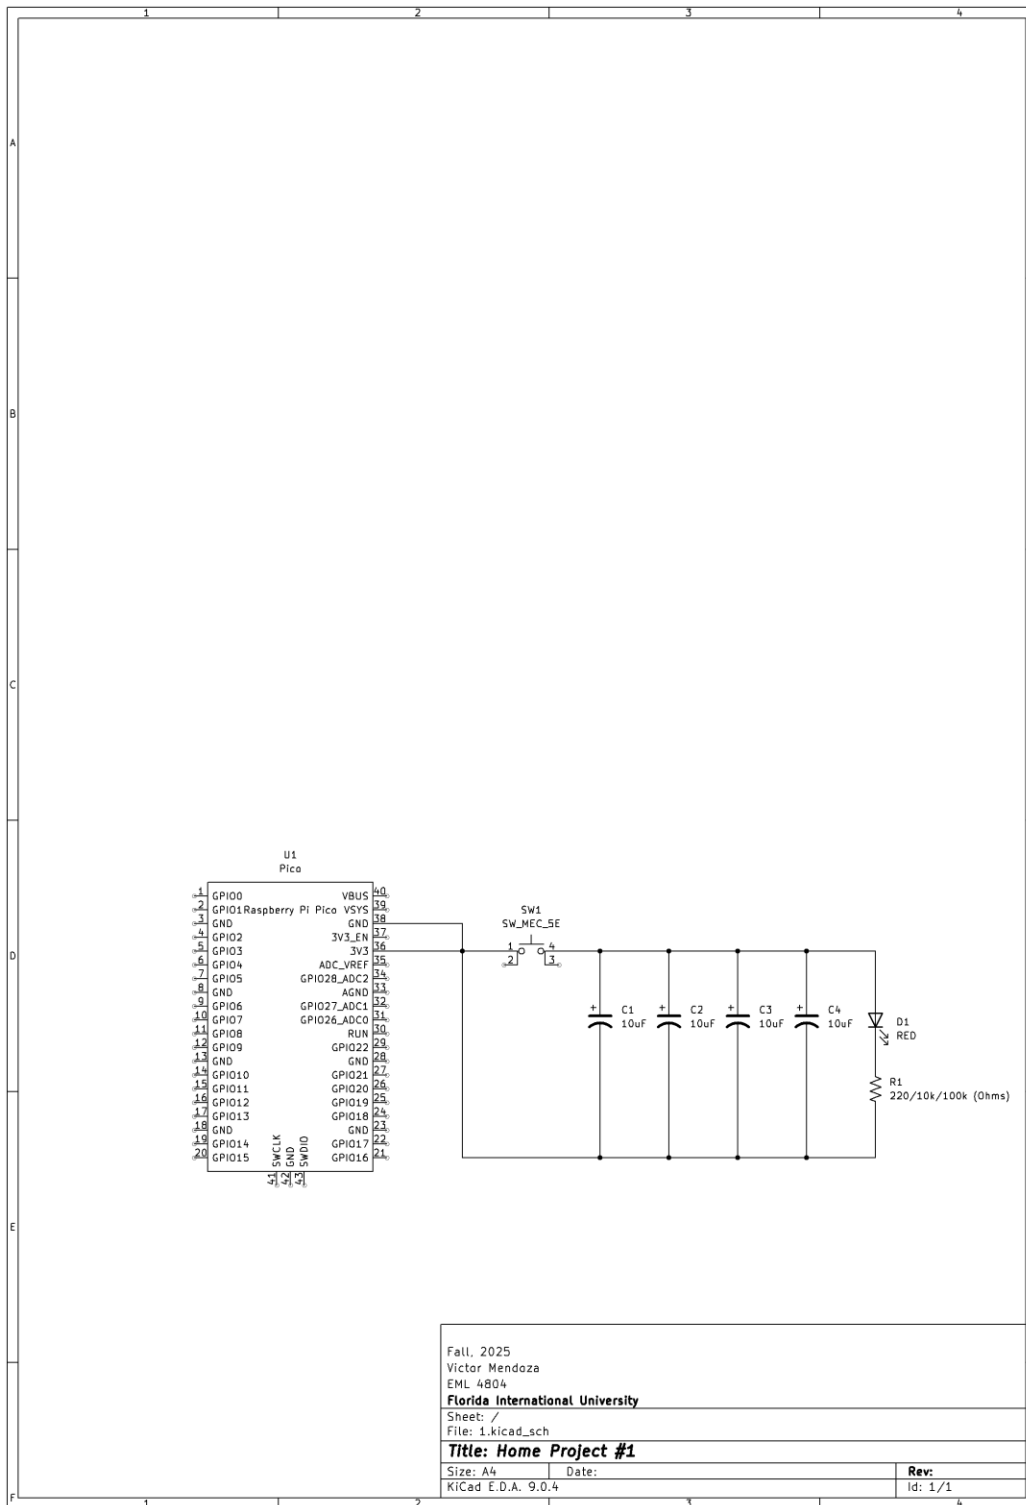 1 2 3 4
A
B
C
D
E
F
U1
Pico
1 GPIO0 VBUS 40
2 GPIO1 Raspberry Pi Pico VSYS 39
3 GND GND 38
4 GPIO2 3V3_EN 37
5 GPIO3 3V3 36
6 GPIO4 ADC_VREF 35
7 GPIO5 GPIO28_ADC2 34
8 GND AGND 33
9 GPIO6 GPIO27_ADC1 32
10 GPIO7 GPIO26_ADC0 31
11 GPIO8 RUN 30
12 GPIO9 GPIO22 29
13 GND GND 28
14 GPIO10 GPIO21 27
15 GPIO11 GPIO20 26
16 GPIO12 GPIO19 25
17 GPIO13 GPIO18 24
18 GND GND 23
19 GPIO14 GPIO17 22
20 GPIO15 GPIO16 21
SWCLK GND SWDIO
41 42 43
SW1
SW_MEC_5E
1 4
2 3
+ C1
10uF
+ C2
10uF
+ C3
10uF
+ C4
10uF
D1
RED
R1
220/10k/100k (Ohms)
Fall, 2025
Victor Mendoza
EML 4804
Florida International University
Sheet: /
File: 1.kicad_sch
Title: Home Project #1
Size: A4 Date: Rev:
KiCad E.D.A. 9.0.4 Id: 1/1
1 2 3 4